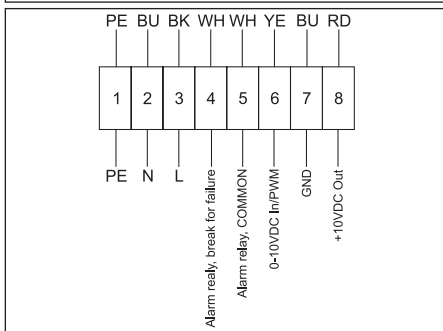 PE BU BK WH WH YE BU RD
1 2 3 4 5 6 7 8
PE
N
L
Alarm realy, break for failure
Alarm relay, COMMON
0-10VDC In/PWM
GND
+10VDC Out